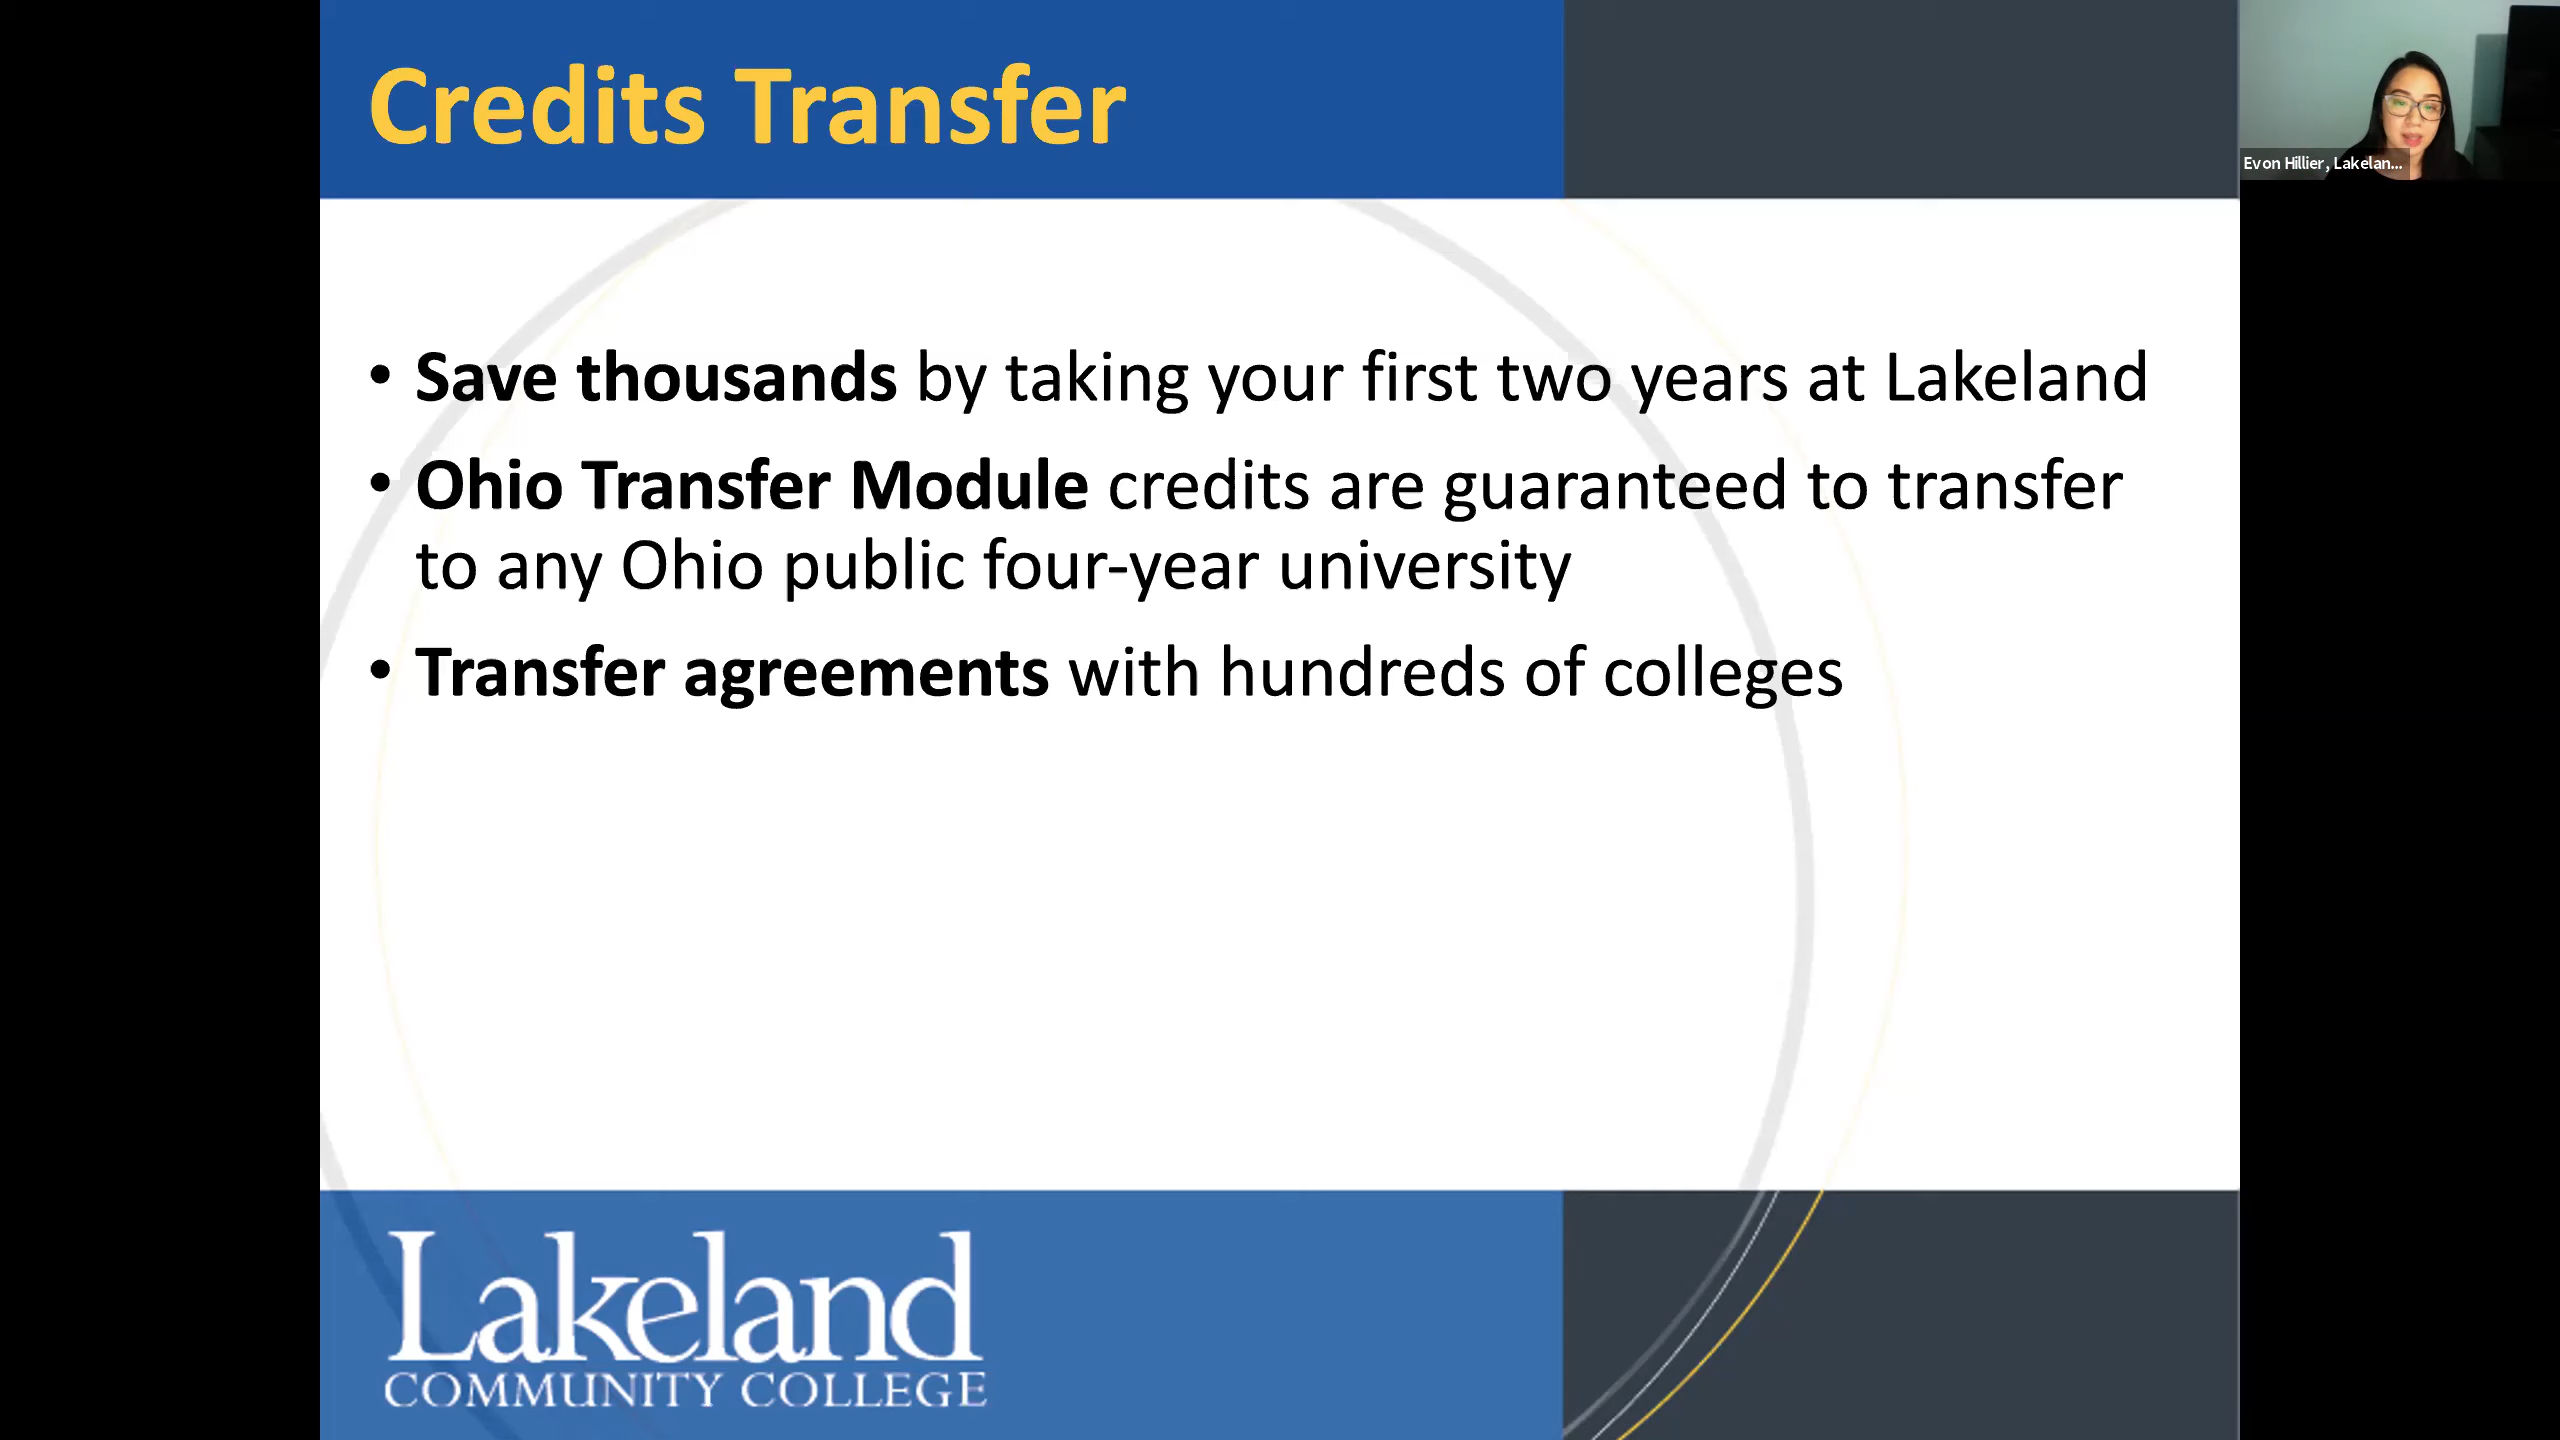 Credits Transfer
Evon Hillier, Lakelan...
• Save thousands by taking your first two years at Lakeland
• Ohio Transfer Module credits are guaranteed to transfer
to any Ohio public four-year university
• Transfer agreements with hundreds of colleges
Lakeland
COMMUNITY COLLEGE